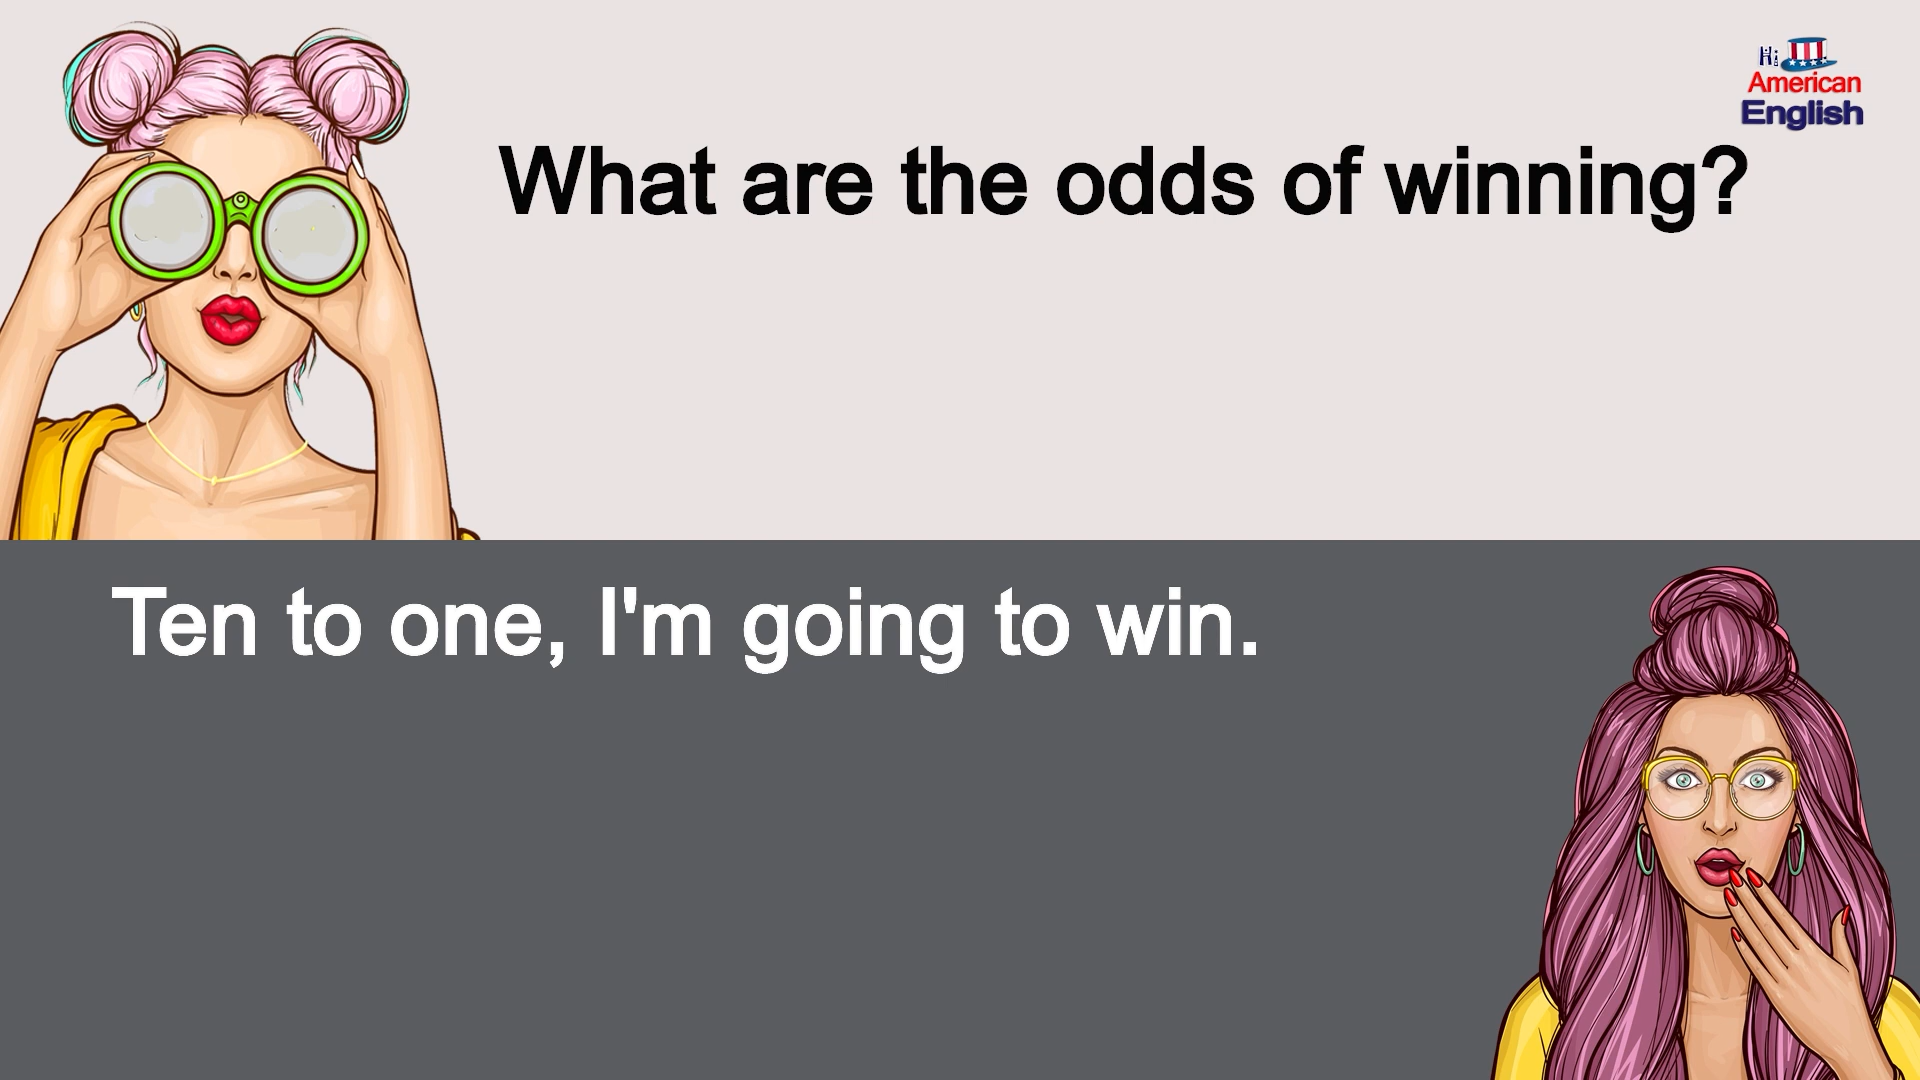 Hi
American
English
What are the odds of winning?
Ten to one, I'm going to win.